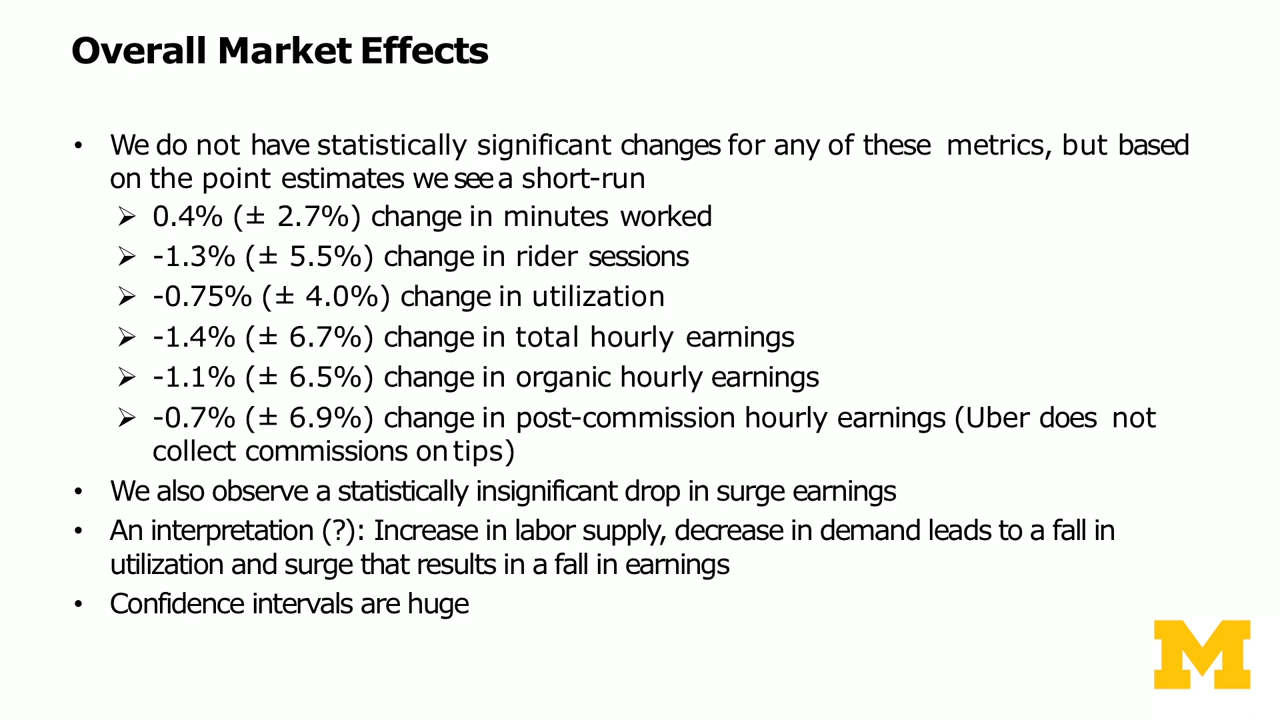 Overall Market Effects
• We do not have statistically significant changes for any of these metrics, but based
on the point estimates we see a short-run
➢ 0.4% (± 2.7%) change in minutes worked
➢ -1.3% (± 5.5%) change in rider sessions
➢ -0.75% (± 4.0%) change in utilization
➢ -1.4% (± 6.7%) change in total hourly earnings
➢ -1.1% (± 6.5%) change in organic hourly earnings
➢ -0.7% (± 6.9%) change in post-commission hourly earnings (Uber does not
collect commissions on tips)
• We also observe a statistically insignificant drop in surge earnings
• An interpretation (?): Increase in labor supply, decrease in demand leads to a fall in
utilization and surge that results in a fall in earnings
• Confidence intervals are huge
M